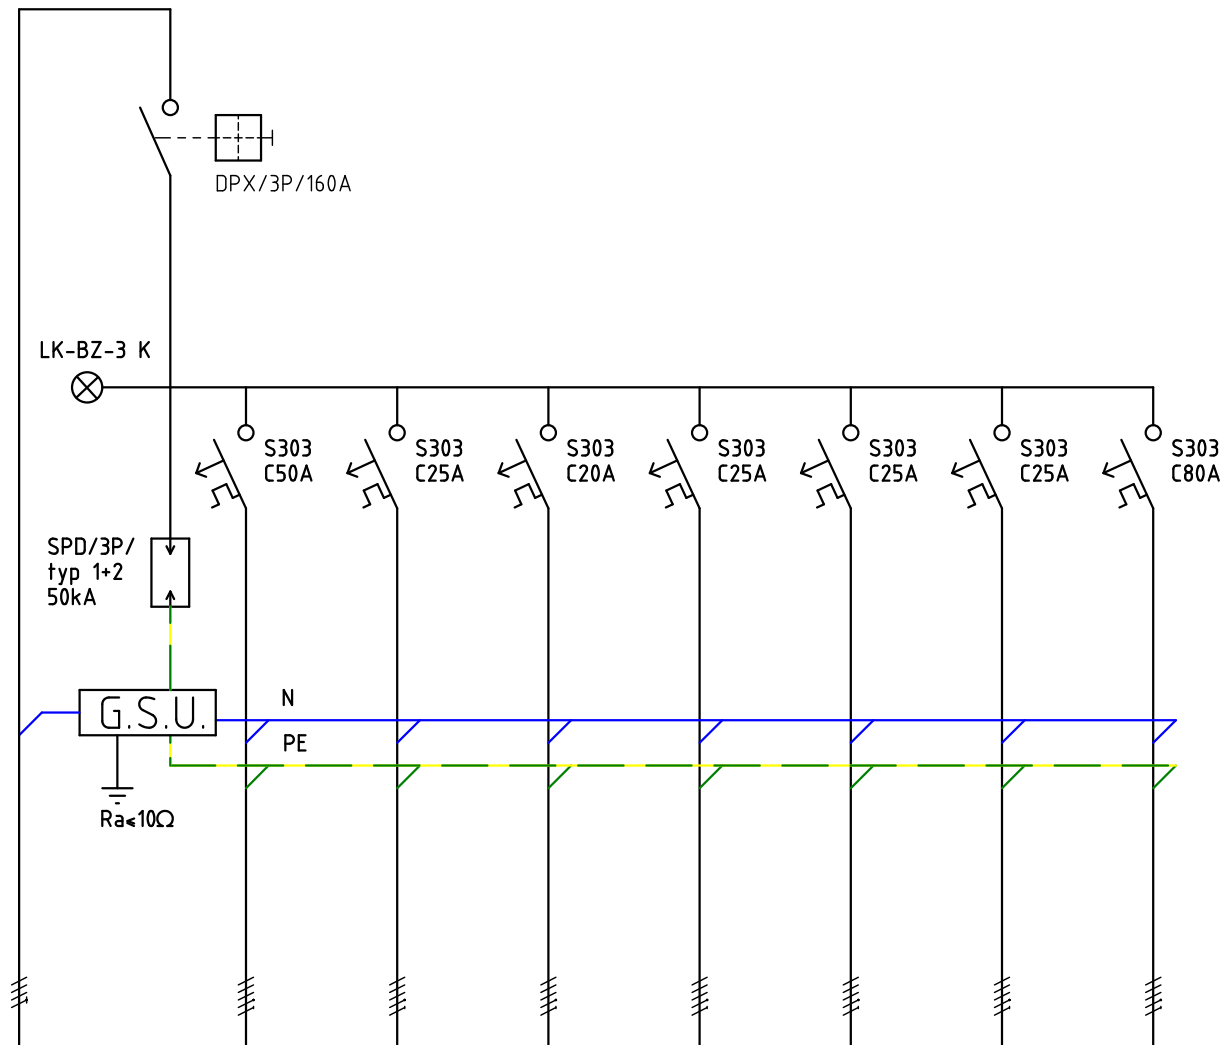 DPX/3P/160A
LK-BZ-3 K
S303
C50A
S303
C25A
S303
C20A
S303
C25A
S303
C25A
S303
C25A
S303
C80A
SPD/3P/
typ 1+2
50kA
G.S.U.
N
PE
Ra≤10Ω